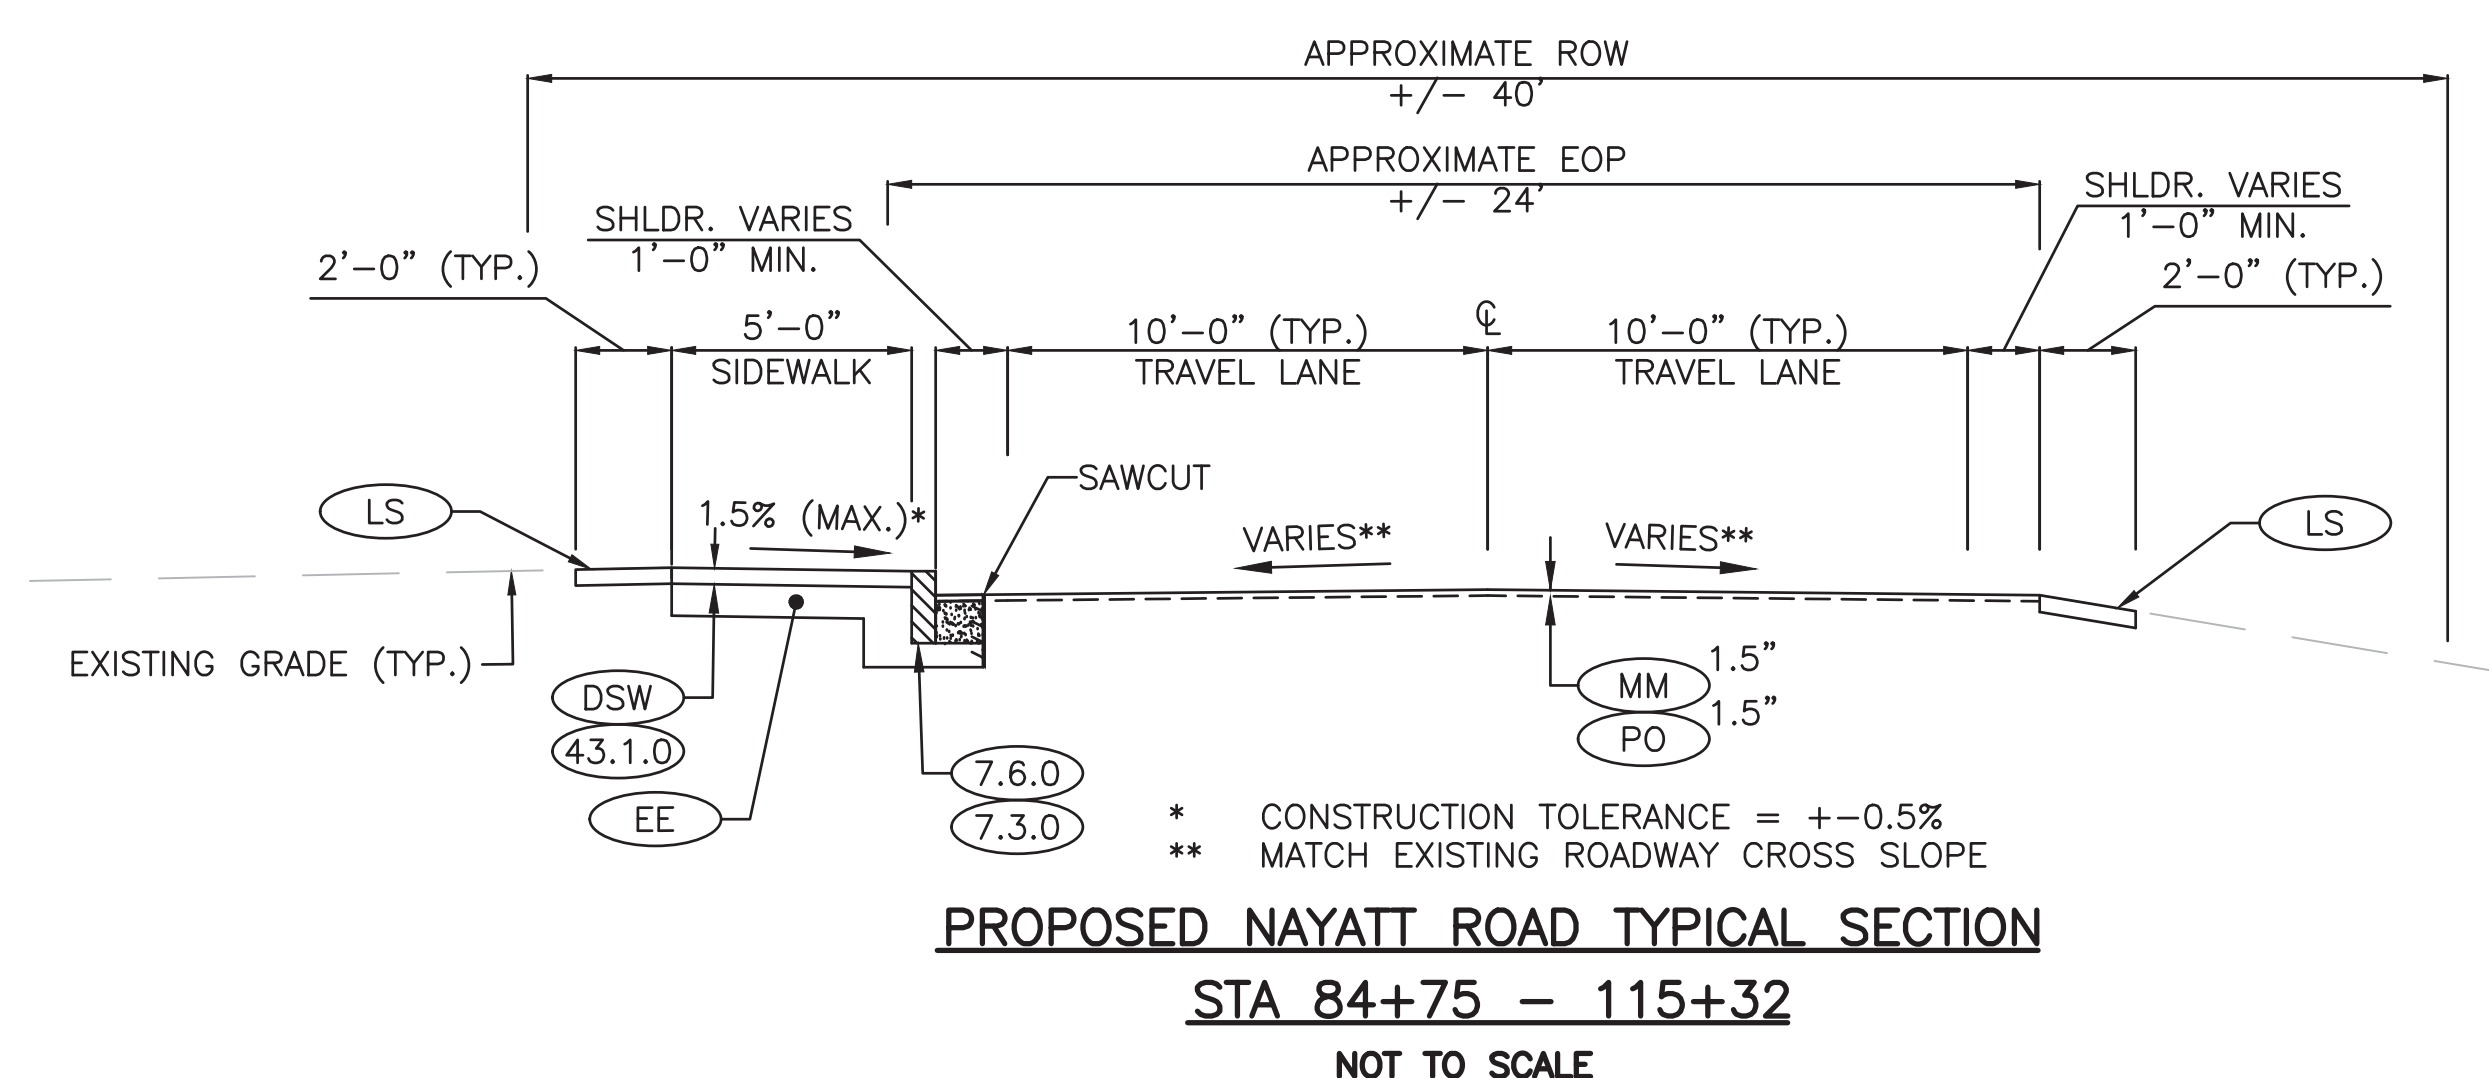 APPROXIMATE ROW
+/- 40'
APPROXIMATE EOP
+/- 24'
SHLDR. VARIES
1'-0" MIN.
SHLDR. VARIES
1'-0" MIN.
2'-0" (TYP.)
2'-0" (TYP.)
5'-0"
SIDEWALK
10'-0" (TYP.)
TRAVEL LANE
℄
10'-0" (TYP.)
TRAVEL LANE
SAWCUT
LS
1.5% (MAX.)*
VARIES**
VARIES**
LS
EXISTING GRADE (TYP.)
DSW
43.1.0
EE
7.6.0
7.3.0
MM 1.5"
PO 1.5"
* CONSTRUCTION TOLERANCE = +-0.5%
** MATCH EXISTING ROADWAY CROSS SLOPE
PROPOSED NAYATT ROAD TYPICAL SECTION
STA 84+75 - 115+32
NOT TO SCALE